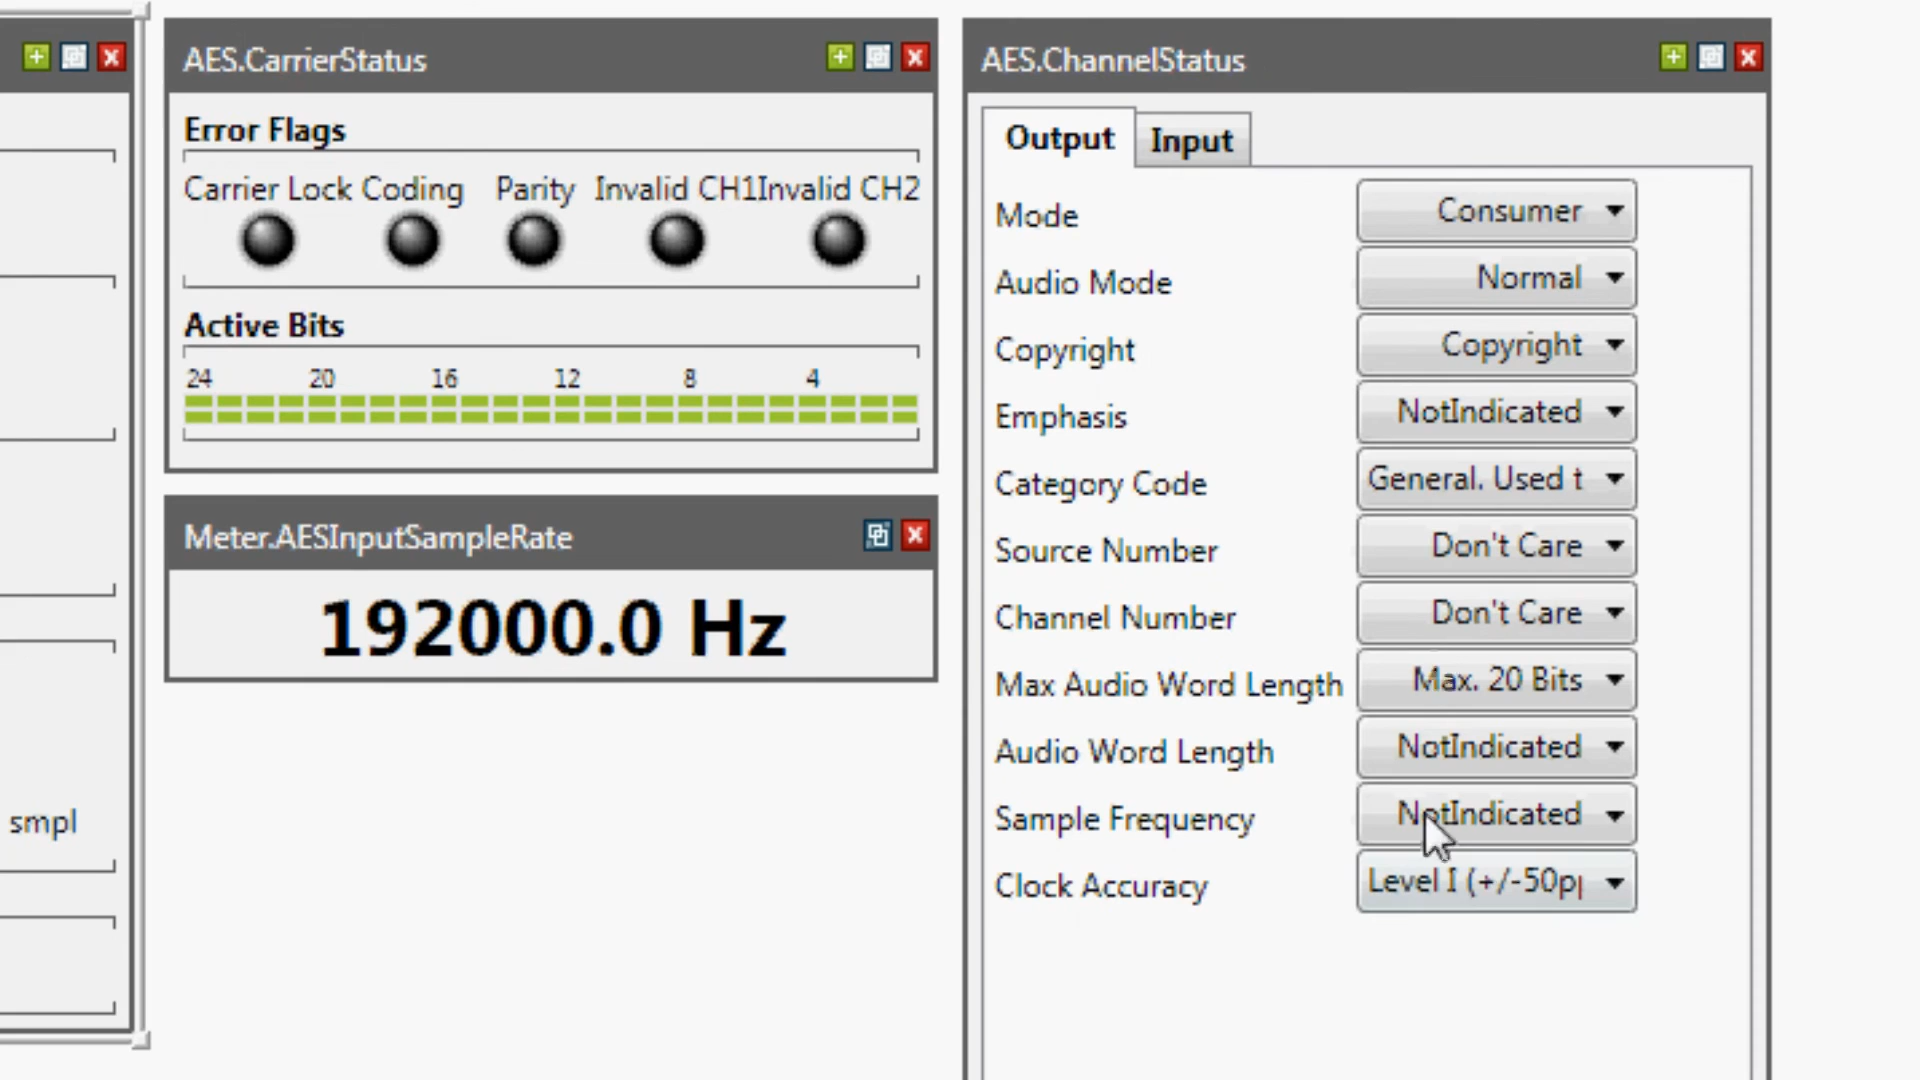 smpl
AES.CarrierStatus
Error Flags
Carrier Lock Coding Parity Invalid CH1Invalid CH2
Active Bits
24 20 16 12 8 4
Meter.AESInputSampleRate
192000.0 Hz
AES.ChannelStatus
Output Input
Mode Consumer
Audio Mode Normal
Copyright Copyright
Emphasis NotIndicated
Category Code General. Used t
Source Number Don't Care
Channel Number Don't Care
Max Audio Word Length Max. 20 Bits
Audio Word Length NotIndicated
Sample Frequency NotIndicated
Clock Accuracy Level I (+/-50p